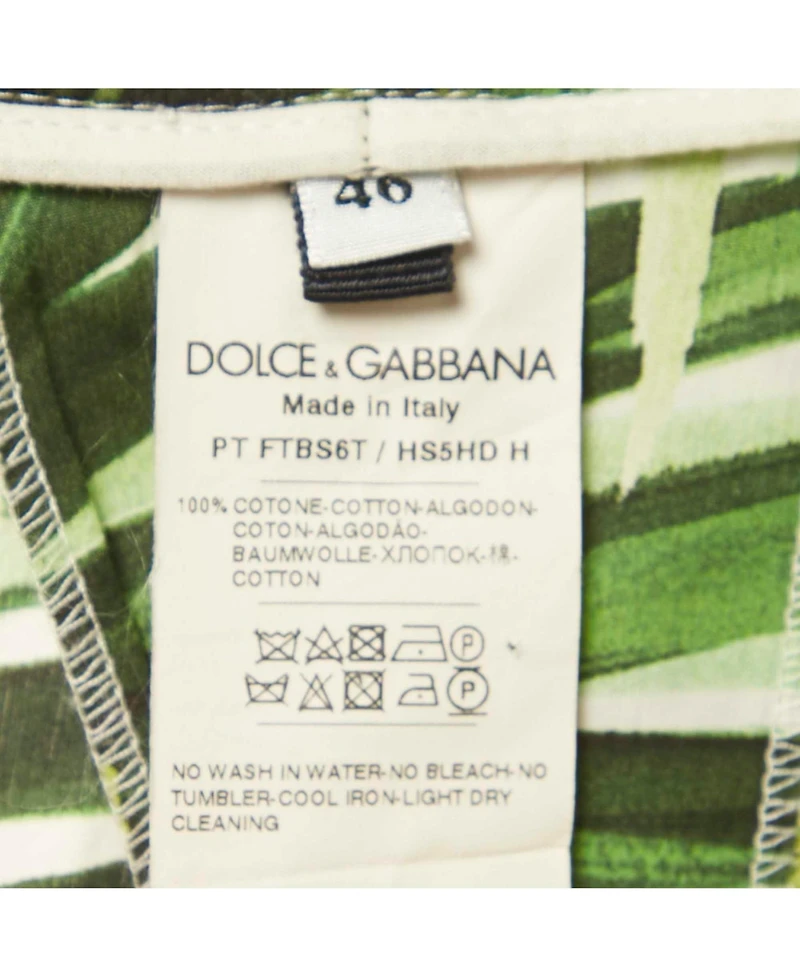 46
DOLCE & GABBANA
Made in Italy
PT FTBS6T / HS5HD H
100% COTONE-COTTON-ALGODON-
COTON-ALGODÃO-
BAUMWOLLE-ХЛОПОК-棉-
COTTON
P
P
NO WASH IN WATER-NO BLEACH-NO
TUMBLER-COOL IRON-LIGHT DRY
CLEANING